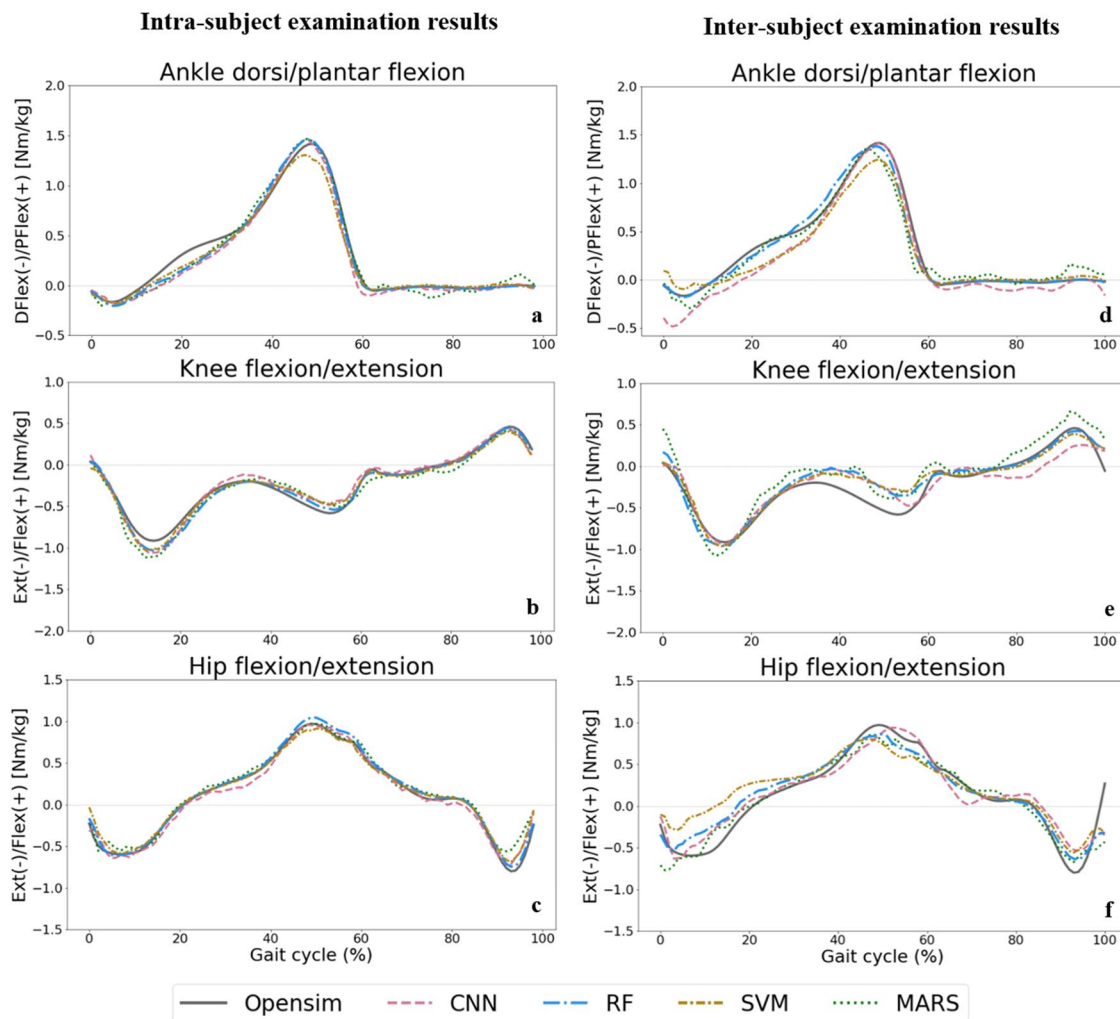 Intra-subject examination results
Inter-subject examination results
Ankle dorsi/plantar flexion
DFlex(-)/PFlex(+) [Nm/kg]
2.0
1.5
1.0
0.5
0.0
−0.5
0 20 40 60 80 100
a
Ankle dorsi/plantar flexion
DFlex(-)/PFlex(+) [Nm/kg]
2.0
1.5
1.0
0.5
0.0
−0.5
0 20 40 60 80 100
d
Knee flexion/extension
Ext(-)/Flex(+) [Nm/kg]
1.0
0.5
0.0
−0.5
−1.0
−1.5
−2.0
0 20 40 60 80 100
b
Knee flexion/extension
Ext(-)/Flex(+) [Nm/kg]
1.0
0.5
0.0
−0.5
−1.0
−1.5
−2.0
0 20 40 60 80 100
e
Hip flexion/extension
Ext(-)/Flex(+) [Nm/kg]
1.5
1.0
0.5
0.0
−0.5
−1.0
−1.5
0 20 40 60 80 100
Gait cycle (%)
c
Hip flexion/extension
Ext(-)/Flex(+) [Nm/kg]
1.5
1.0
0.5
0.0
−0.5
−1.0
−1.5
0 20 40 60 80 100
Gait cycle (%)
f
Opensim CNN RF SVM MARS